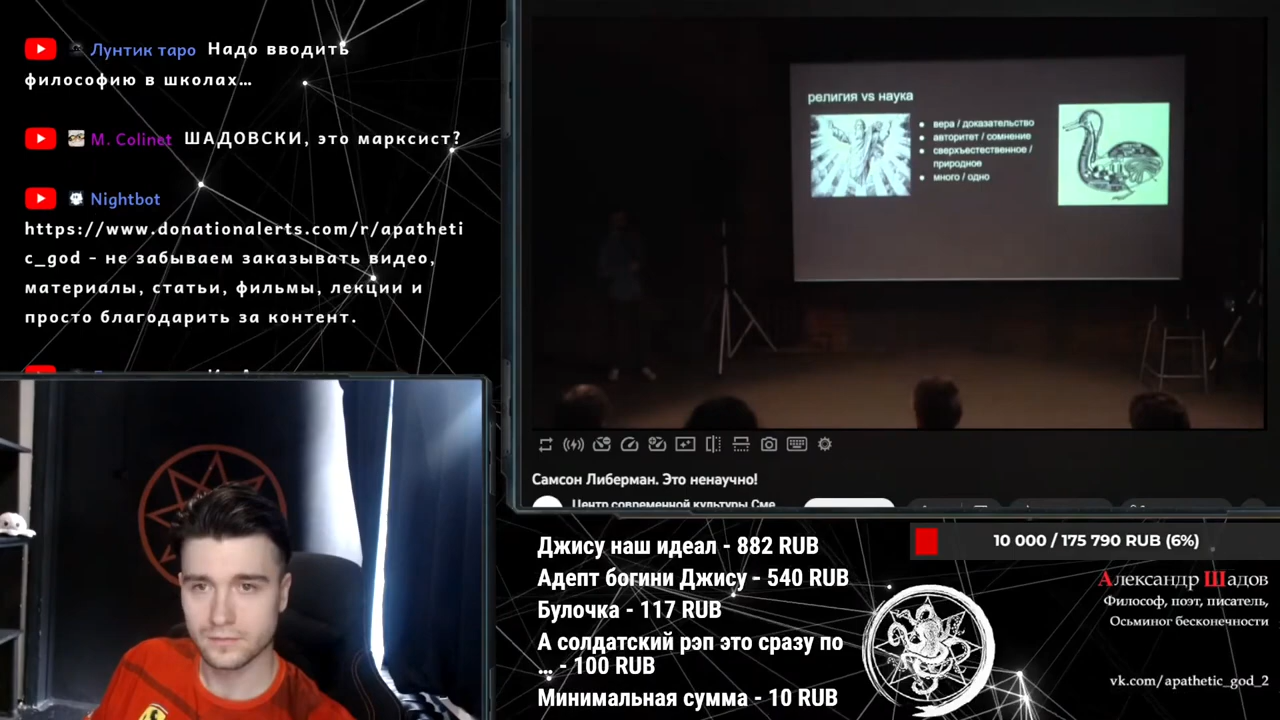 Лунтик таро Надо вводить
философию в школах…
M. Colinet ШАДОВСКИ, это марксист?
Nightbot
https://www.donationalerts.com/r/apatheti
c_god - не забываем заказывать видео,
материалы, статьи, фильмы, лекции и
просто благодарить за контент.
религия vs наука
вера / доказательство
авторитет / сомнение
сверхъестественное /
природное
много / одно
Самсон Либерман. Это ненаучно!
Центр современной культуры Сме
Джису наш идеал - 882 RUB
Адепт богини Джису - 540 RUB
Булочка - 117 RUB
А солдатский рэп это сразу по
… - 100 RUB
Минимальная сумма - 10 RUB
10 000 / 175 790 RUB (6%)
Александр Шадов
Философ, поэт, писатель,
Осьминог бесконечности
vk.com/apathetic_god_2